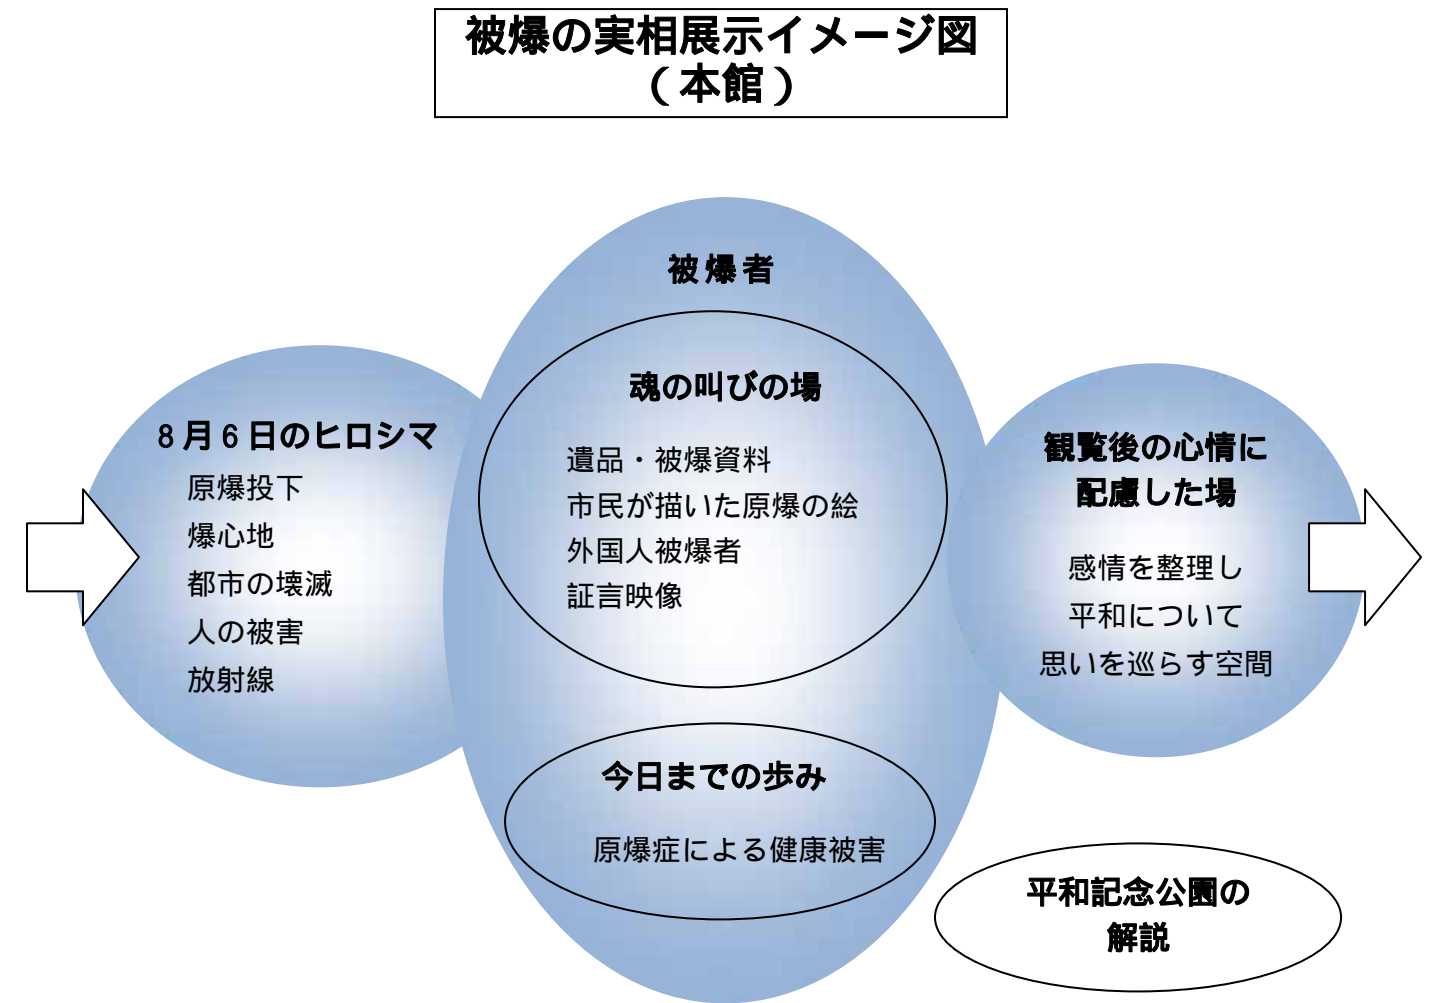 被爆の実相展示イメージ図
（本館）
8月6日のヒロシマ
原爆投下
爆心地
都市の壊滅
人の被害
放射線
被爆者
魂の叫びの場
遺品・被爆資料
市民が描いた原爆の絵
外国人被爆者
証言映像
今日までの歩み
原爆症による健康被害
観覧後の心情に
配慮した場
感情を整理し
平和について
思いを巡らす空間
平和記念公園の
解説